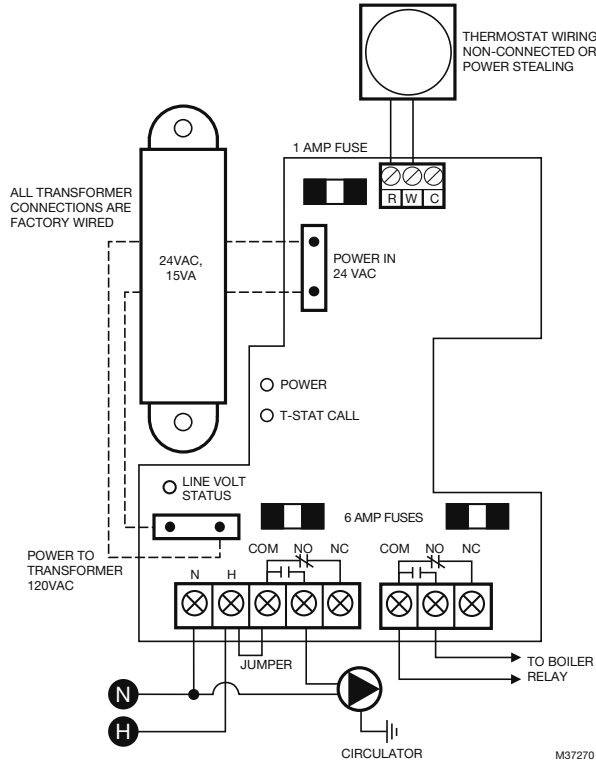 THERMOSTAT WIRING
NON-CONNECTED OR
POWER STEALING
1 AMP FUSE
R W C
ALL TRANSFORMER
CONNECTIONS ARE
FACTORY WIRED
24VAC,
15VA
POWER IN
24 VAC
POWER
T-STAT CALL
LINE VOLT
STATUS
6 AMP FUSES
POWER TO
TRANSFORMER
120VAC
N H COM NO NC
COM NO NC
JUMPER
TO BOILER
RELAY
N
H
CIRCULATOR
M37270